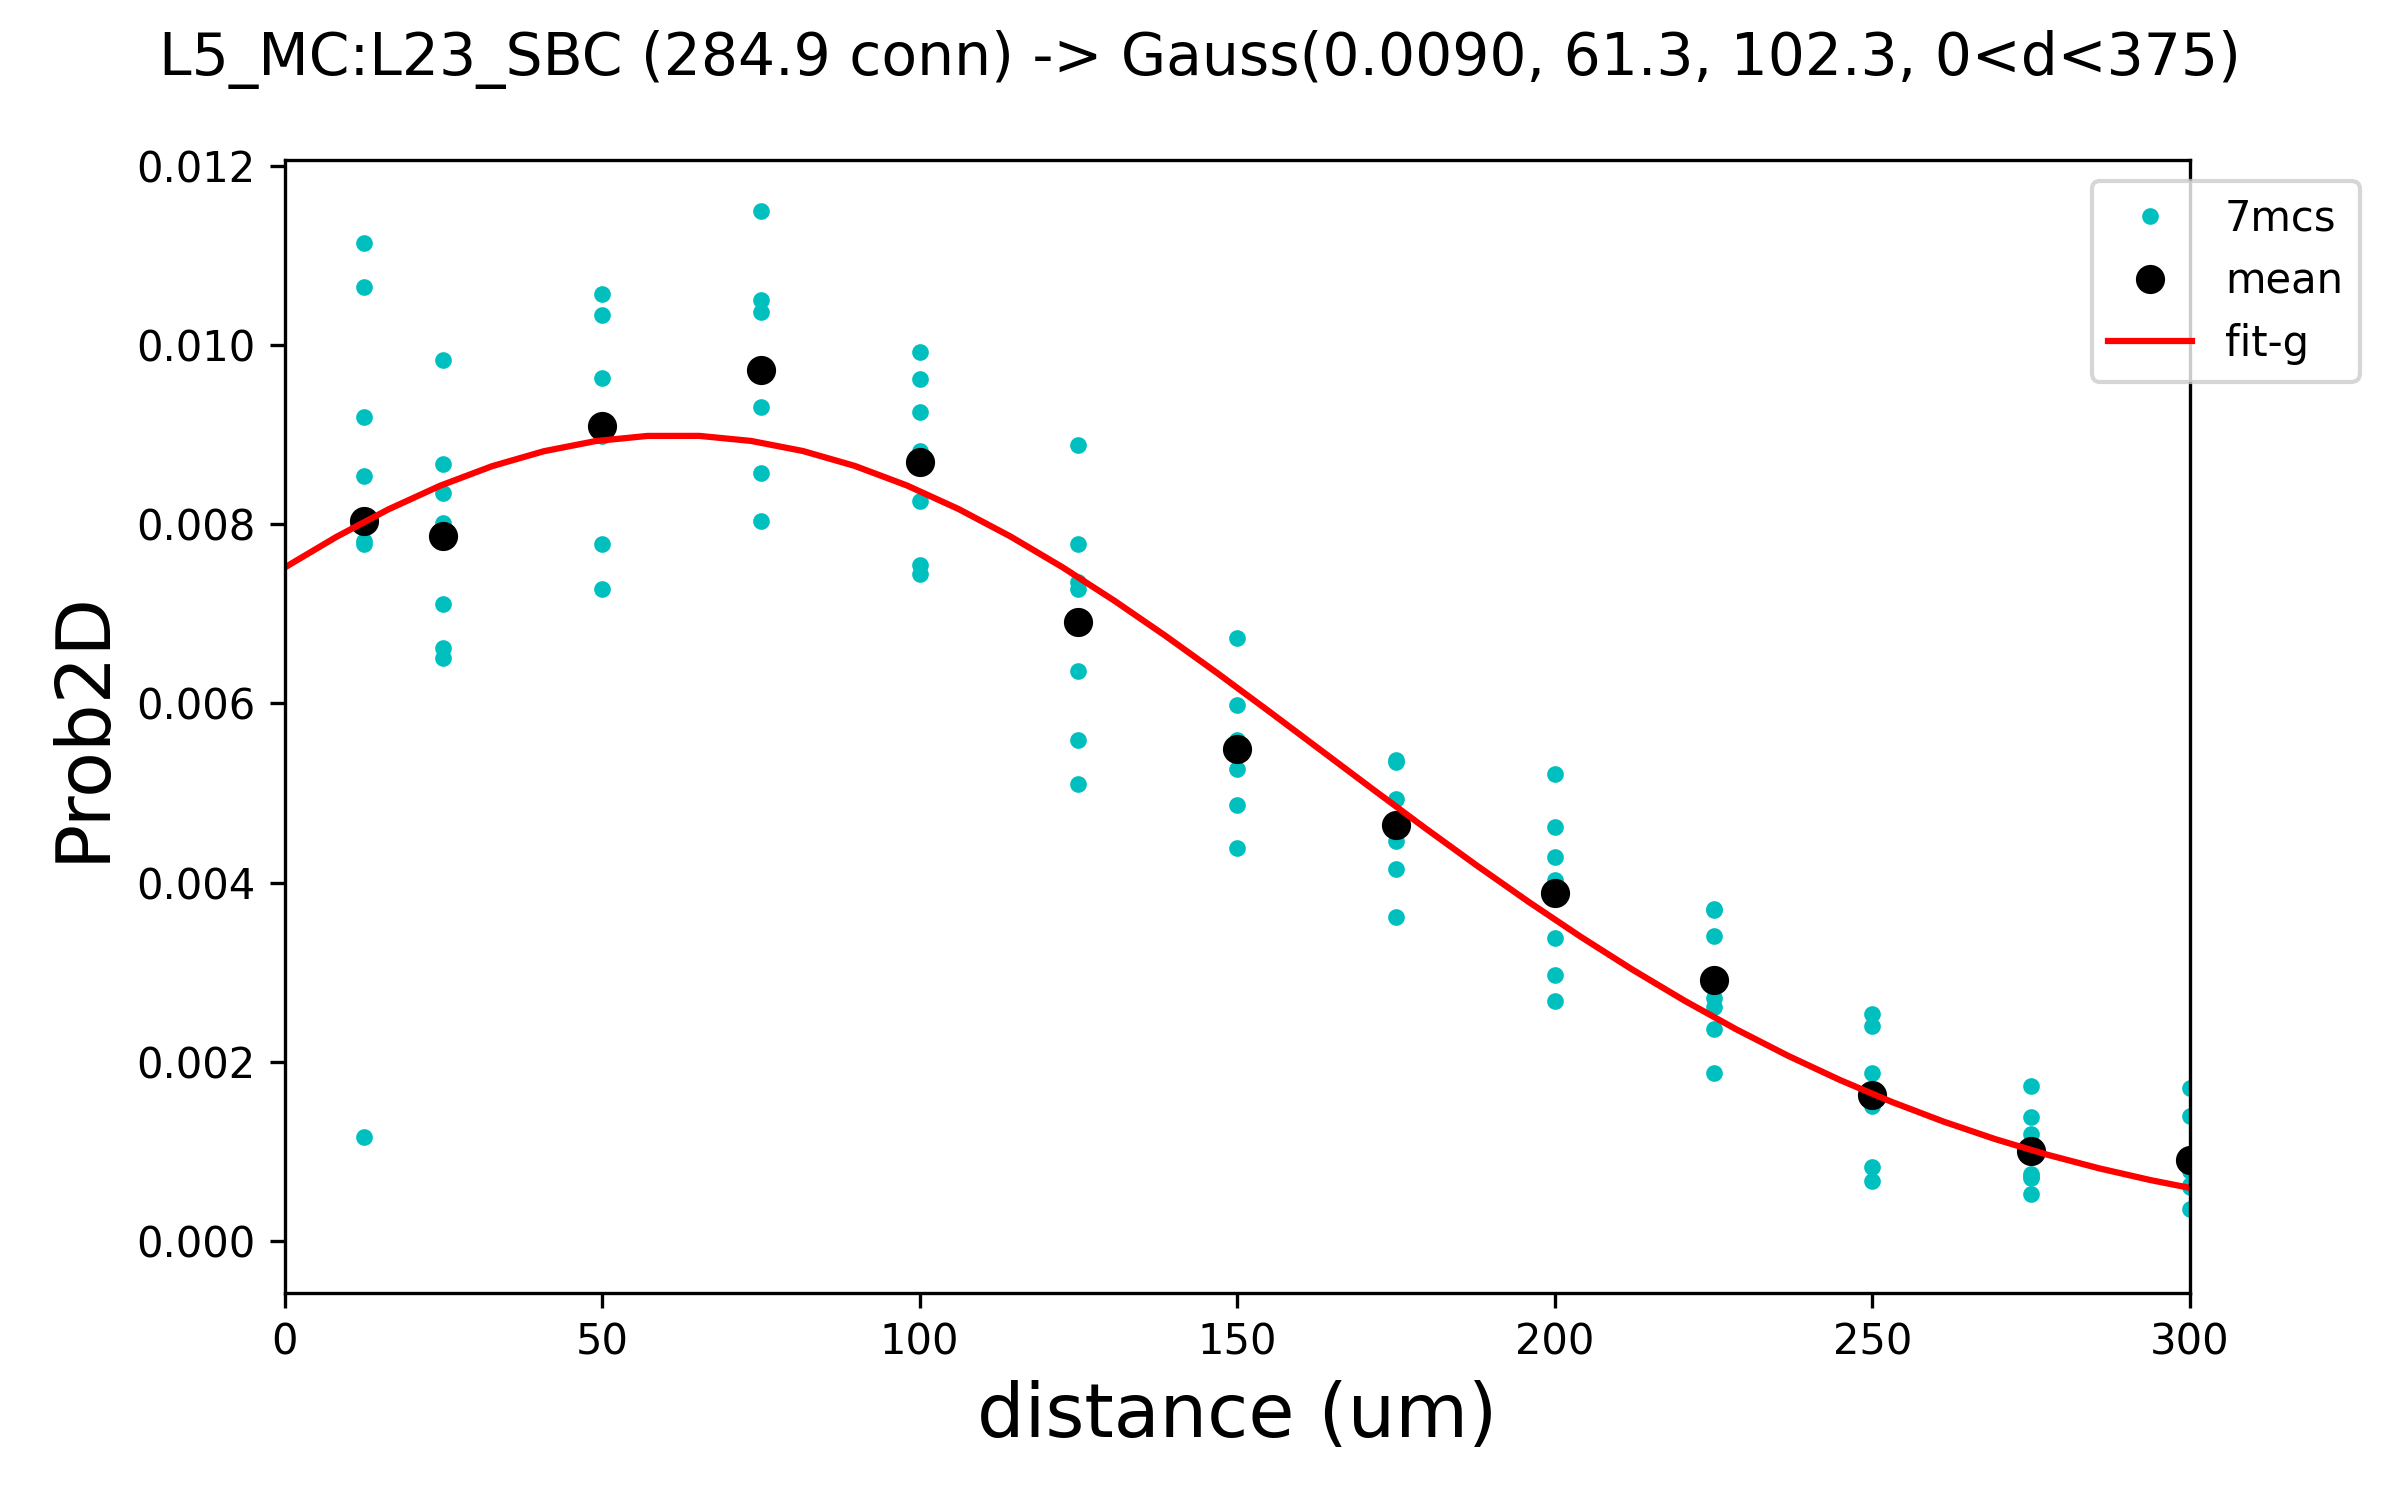 L5_MC:L23_SBC (284.9 conn) -> Gauss(0.0090, 61.3, 102.3, 0<d<375)
0.012
0.010
0.008
0.006
0.004
0.002
0.000
Prob2D
7mcs
mean
fit-g
0 50 100 150 200 250 300
distance (um)